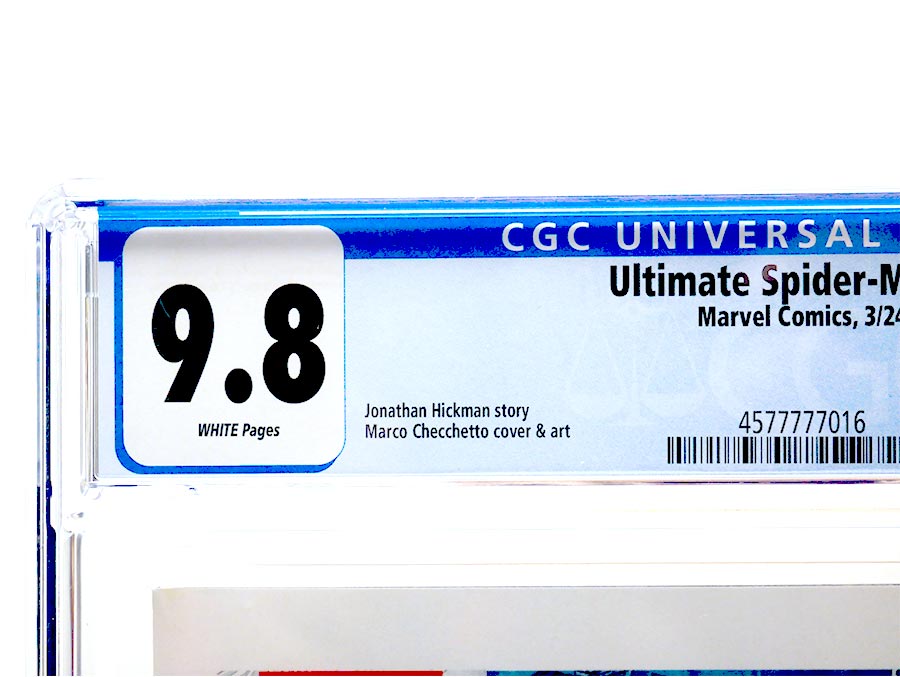 CGC UNIVERSAL
9.8
WHITE Pages
Ultimate Spider-M
Marvel Comics, 3/24
Jonathan Hickman story
Marco Checchetto cover & art
CG
4577777016